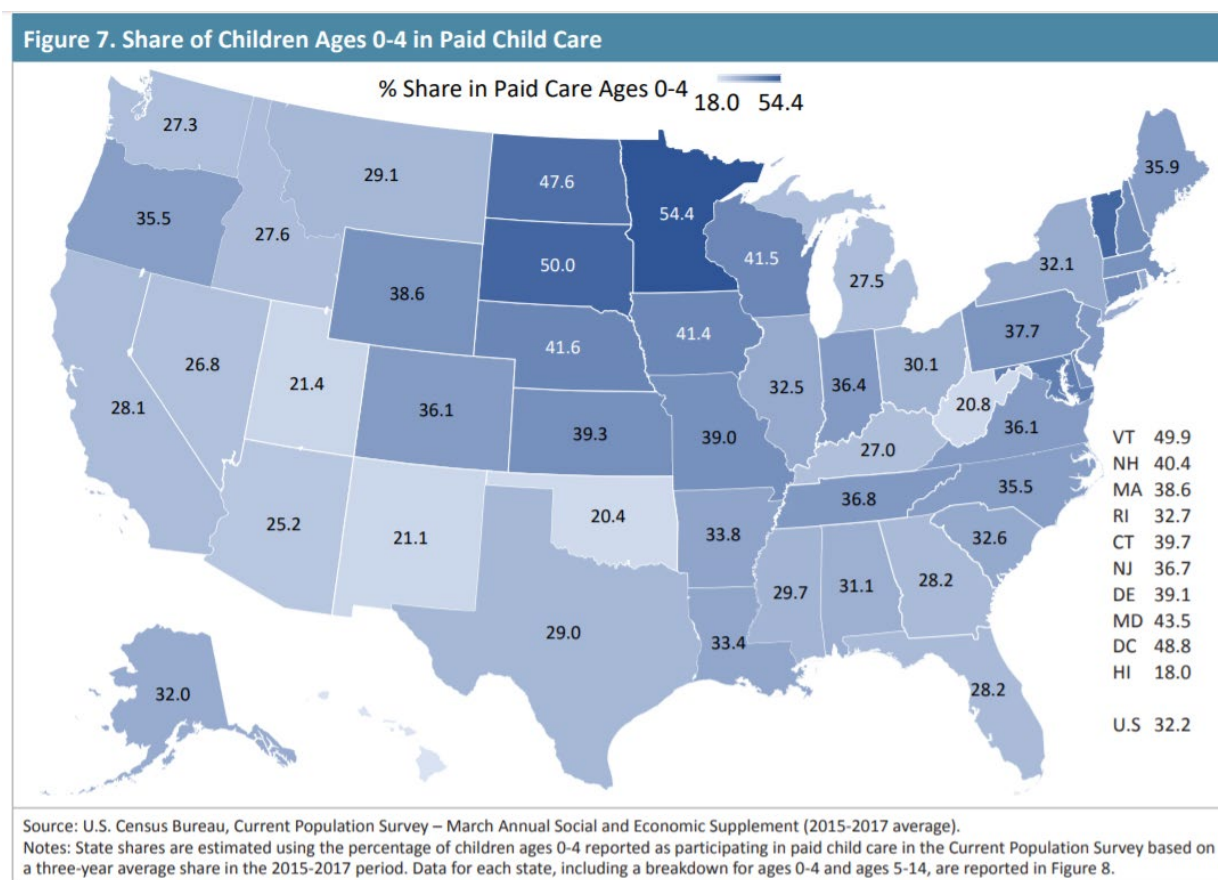 Figure 7. Share of Children Ages 0-4 in Paid Child Care
% Share in Paid Care Ages 0-4
18.0 54.4
27.3
29.1
47.6
54.4
35.9
35.5
27.6
50.0
41.5
32.1
38.6
27.5
41.6
41.4
37.7
26.8
21.4
30.1
28.1
36.1
32.5
36.4
20.8
39.3
39.0
27.0
36.1
36.8
35.5
25.2
21.1
20.4
33.8
32.6
29.7
31.1
28.2
29.0
33.4
28.2
32.0
VT 49.9
NH 40.4
MA 38.6
RI 32.7
CT 39.7
NJ 36.7
DE 39.1
MD 43.5
DC 48.8
HI 18.0
U.S 32.2
Source: U.S. Census Bureau, Current Population Survey – March Annual Social and Economic Supplement (2015-2017 average).
Notes: State shares are estimated using the percentage of children ages 0-4 reported as participating in paid child care in the Current Population Survey based on
a three-year average share in the 2015-2017 period. Data for each state, including a breakdown for ages 0-4 and ages 5-14, are reported in Figure 8.